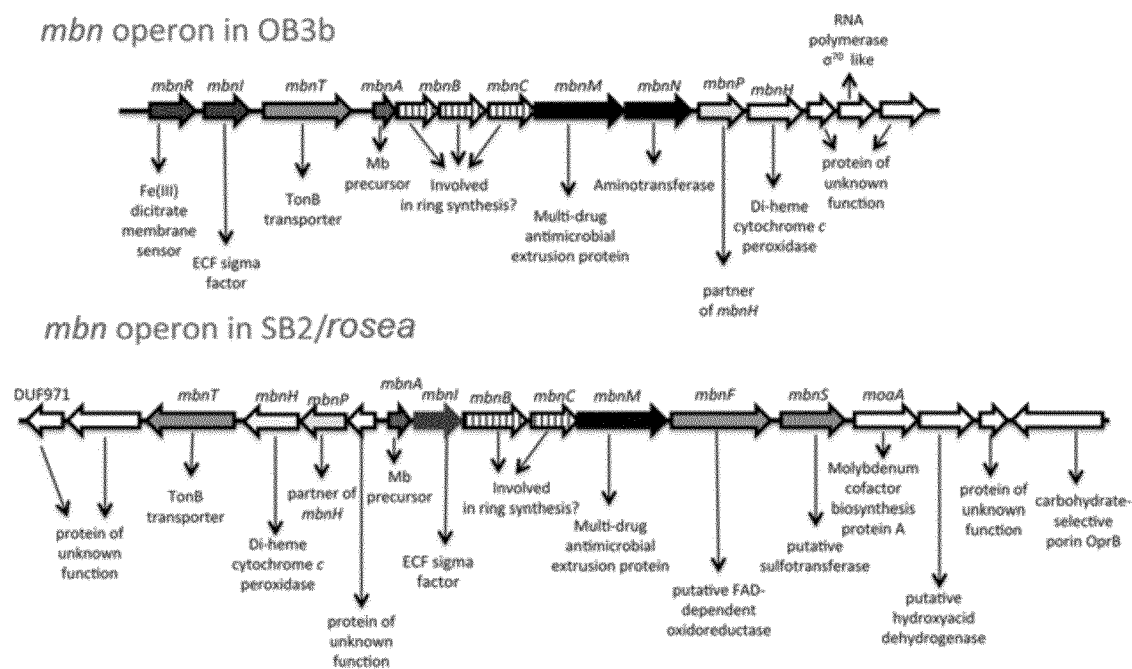 mbn operon in OB3b
RNA
polymerase
σ⁷⁰ like
mbnR mbnI mbnT mbnA mbnB mbnC mbnM mbnN mbnP mbnH
Fe(III)
dicitrate
membrane
sensor
ECF sigma
factor
TonB
transporter
Mb
precursor
Involved
in ring synthesis?
Multi-drug
antimicrobial
extrusion protein
Aminotransferase
partner
of mbnH
Di-heme
cytochrome c
peroxidase
protein of
unknown
function
mbn operon in SB2/rosea
DUF971 mbnT mbnH mbnP mbnA mbnI mbnB mbnC mbnM mbnF mbnS moaA
protein of
unknown
function
TonB
transporter
Di-heme
cytochrome c
peroxidase
partner of
mbnH
protein of
unknown
function
Mb
precursor
ECF sigma
factor
Involved
in ring synthesis?
Multi-drug
antimicrobial
extrusion protein
putative FAD-
dependent
oxidoreductase
putative
sulfotransferase
Molybdenum
cofactor
biosynthesis
protein A
putative
hydroxyacid
dehydrogenase
protein of
unknown
function
carbohydrate-
selective
porin OprB